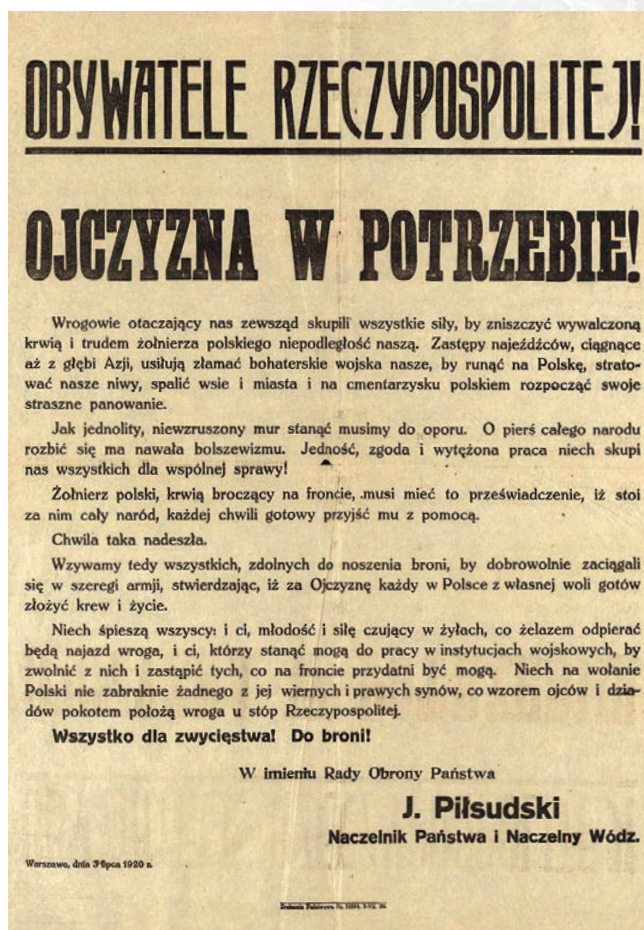 OBYWATELE RZECZYPOSPOLITEJ!
OJCZYZNA W POTRZEBIE!
Wrogowie otaczający nas zewsząd skupili wszystkie siły, by zniszczyć wywalczoną
krwią i trudem żołnierza polskiego niepodległość naszą. Zastępy najeźdźców, ciągnące
aż z głębi Azji, usiłują złamać bohaterskie wojska nasze, by runąć na Polskę, strato-
wać nasze niwy, spalić wsie i miasta i na cmentarzysku polskiem rozpocząć swoje
straszne panowanie.
Jak jednolity, niewzruszony mur stanąć musimy do oporu. O pierś całego narodu
rozbić się ma nawała bolszewizmu. Jedność, zgoda i wytężona praca niech skupi
nas wszystkich dla wspólnej sprawy!
Żołnierz polski, krwią broczący na froncie, musi mieć to przeświadczenie, iż stoi
za nim cały naród, każdej chwili gotowy przyjść mu z pomocą.
Chwila taka nadeszła.
Wzywamy tedy wszystkich, zdolnych do noszenia broni, by dobrowolnie zaciągali
się w szeregi armji, stwierdzając, iż za Ojczyznę każdy w Polsce z własnej woli gotów
złożyć krew i życie.
Niech śpieszą wszyscy: i ci, młodość i siłę czujący w żyłach, co żelazem odpierać
będą najazd wroga, i ci, którzy stanąć mogą do pracy w instytucjach wojskowych, by
zwolnić z nich i zastąpić tych, co na froncie przydatni być mogą. Niech na wołanie
Polski nie zabraknie żadnego z jej wiernych i prawych synów, co wzorem ojców i dzia-
dów pokotem położą wroga u stóp Rzeczypospolitej.
Wszystko dla zwycięstwa! Do broni!
W imieniu Rady Obrony Państwa
J. Piłsudski
Naczelnik Państwa i Naczelny Wódz.
Warszawa, dnia 3 lipca 1920 r.